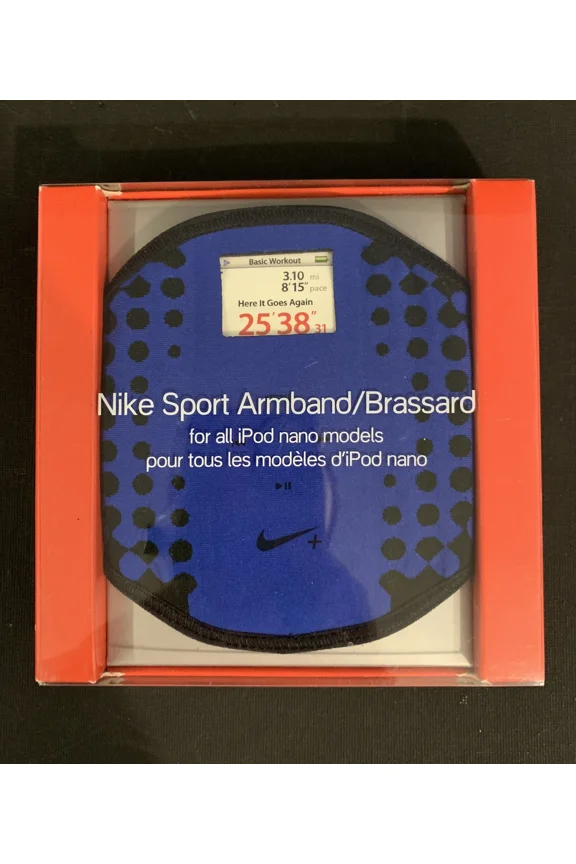 Basic Workout
3.10 mi
8'15" pace
Here It Goes Again
25'38"31
Nike Sport Armband/Brassard
for all iPod nano models
pour tous les modèles d'iPod nano
+